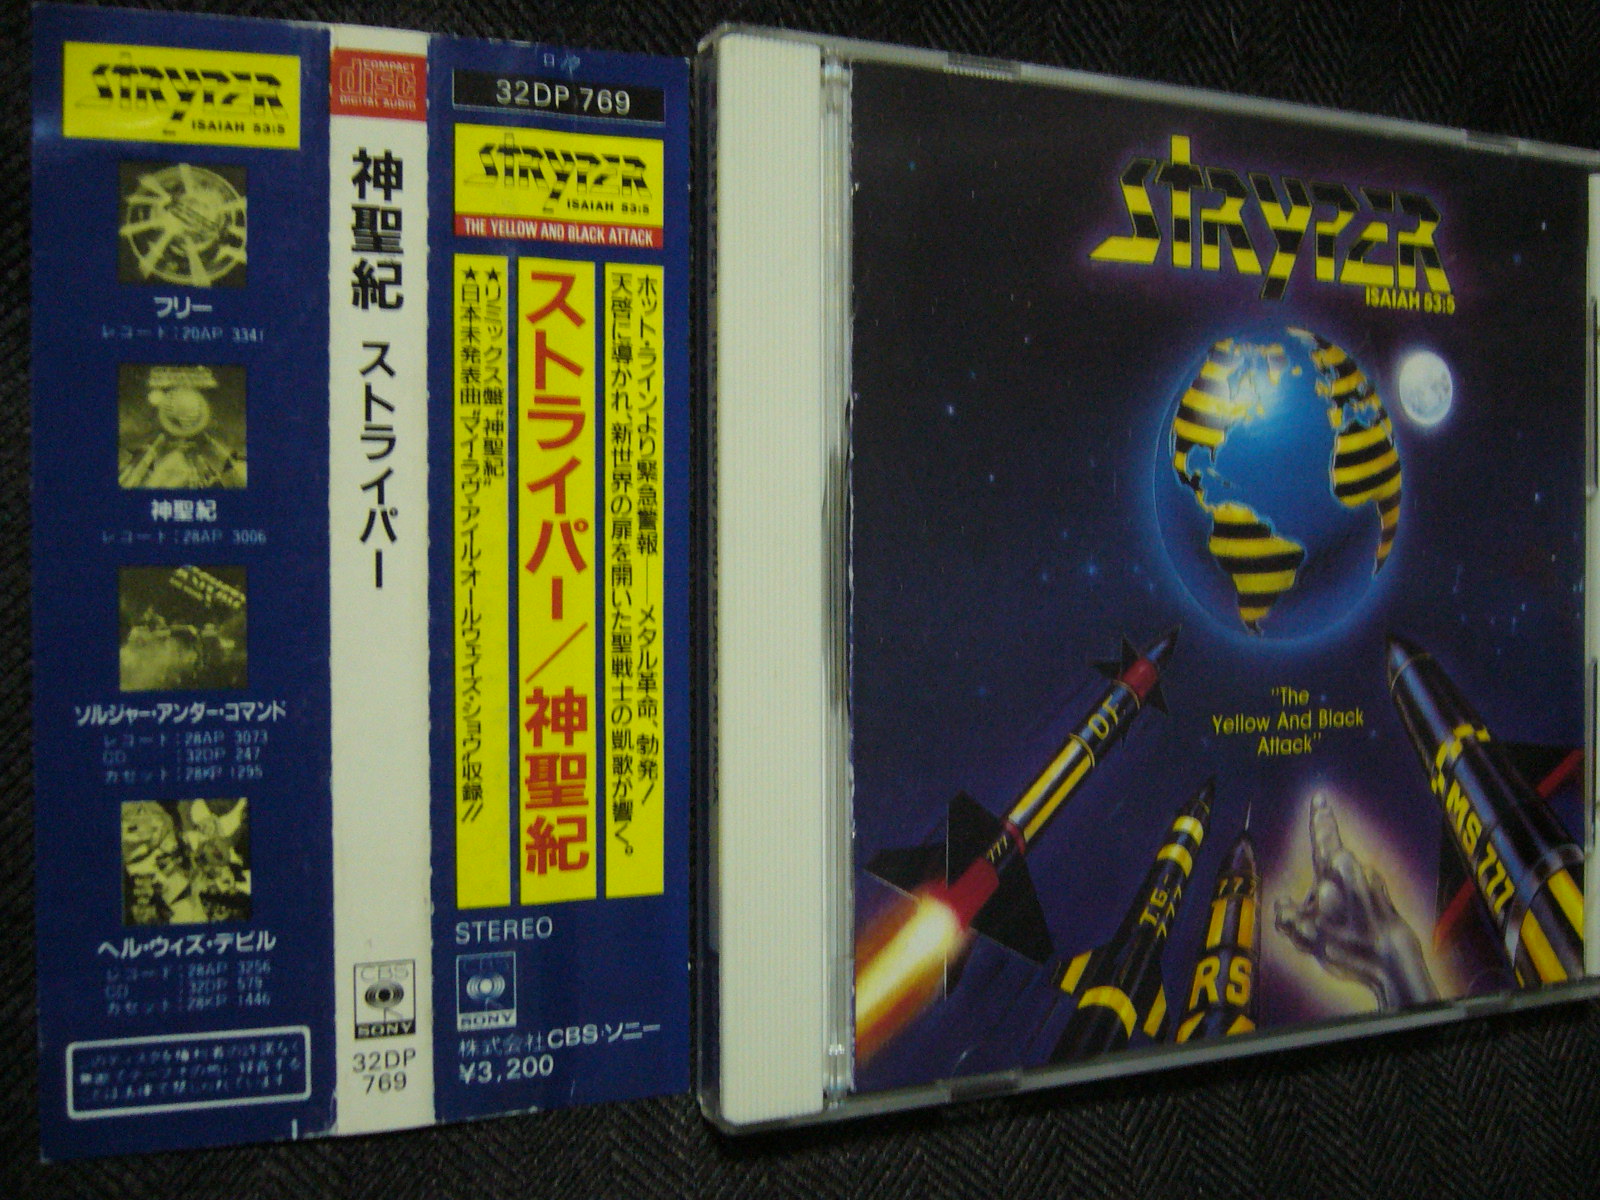 STRYPER
ISAIAH 53:5
フリー
レコード:20AP 3341
神聖紀
レコード:28AP 3006
ソルジャー・アンダー・コマンド
レコード:28AP 3073
CD:32DP 247
カセット:28KP 1295
ヘル・ウィズ・デビル
レコード:28AP 3256
CD:32DP 579
カセット:28KP 1446
COMPACT
disc
DIGITAL AUDIO
神聖紀 ストライパー
CBS
SONY
32DP
769
32DP 769
STRYPER
ISAIAH 53:5
THE YELLOW AND BLACK ATTACK
ホット・ラインより緊急警報——メタル革命、勃発!
天啓に導かれ、新世界の扉を開いた聖戦士の凱歌が響く。
ストライパー/神聖紀
★リミックス盤“神聖紀”
★日本未発表曲“マイ・ラヴ・アイル・オールウェイズ・ショウ”収録!!
STEREO
CBS
SONY
株式会社CBS・ソニー
¥3,200
STRYPER
ISAIAH 53:5
"The
Yellow And Black
Attack"
O.F.
777
T.G.
777
777
RS
M.S. 777